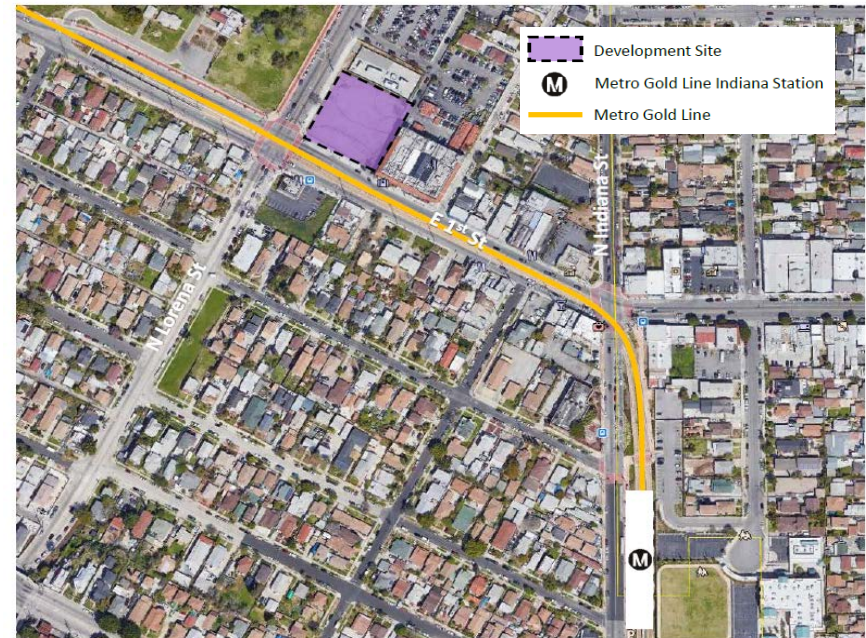 Development Site
M
Metro Gold Line Indiana Station
Metro Gold Line
E 1st St
N Indiana St
N Lorena St
M